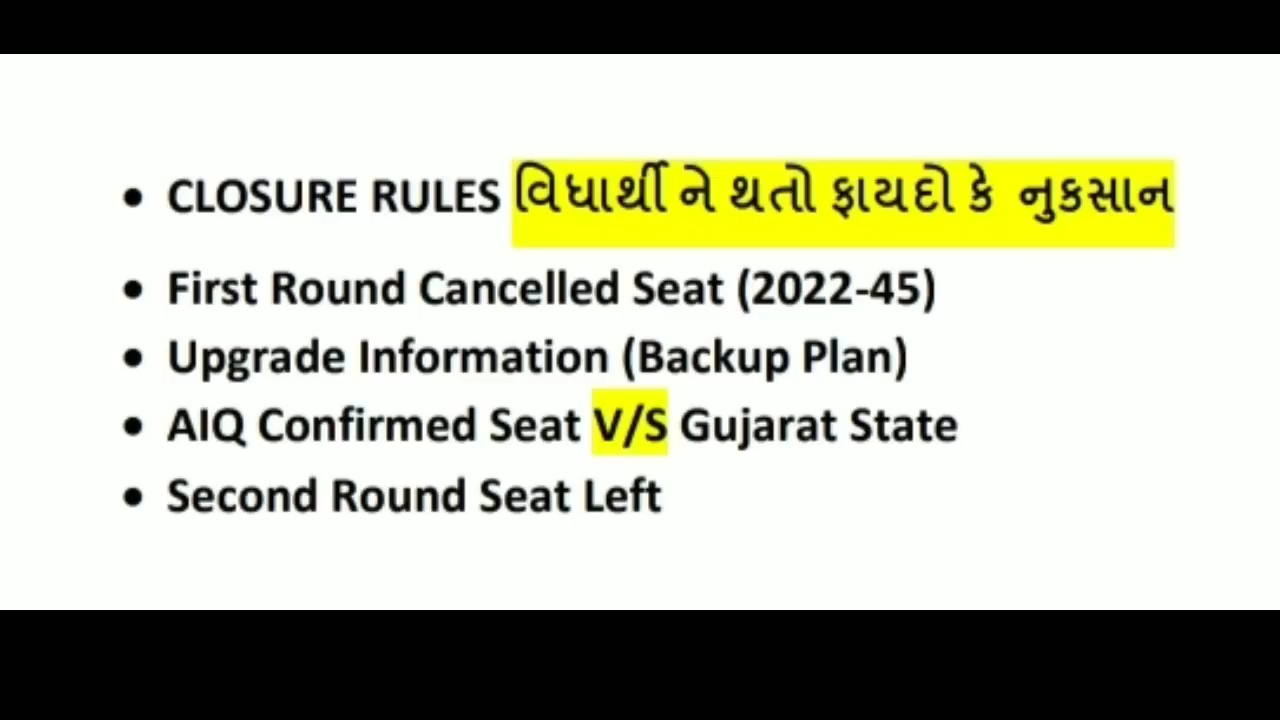 • CLOSURE RULES વિધાર્થી ને થતો ફાયદો કે નુકસાન
• First Round Cancelled Seat (2022-45)
• Upgrade Information (Backup Plan)
• AIQ Confirmed Seat V/S Gujarat State
• Second Round Seat Left